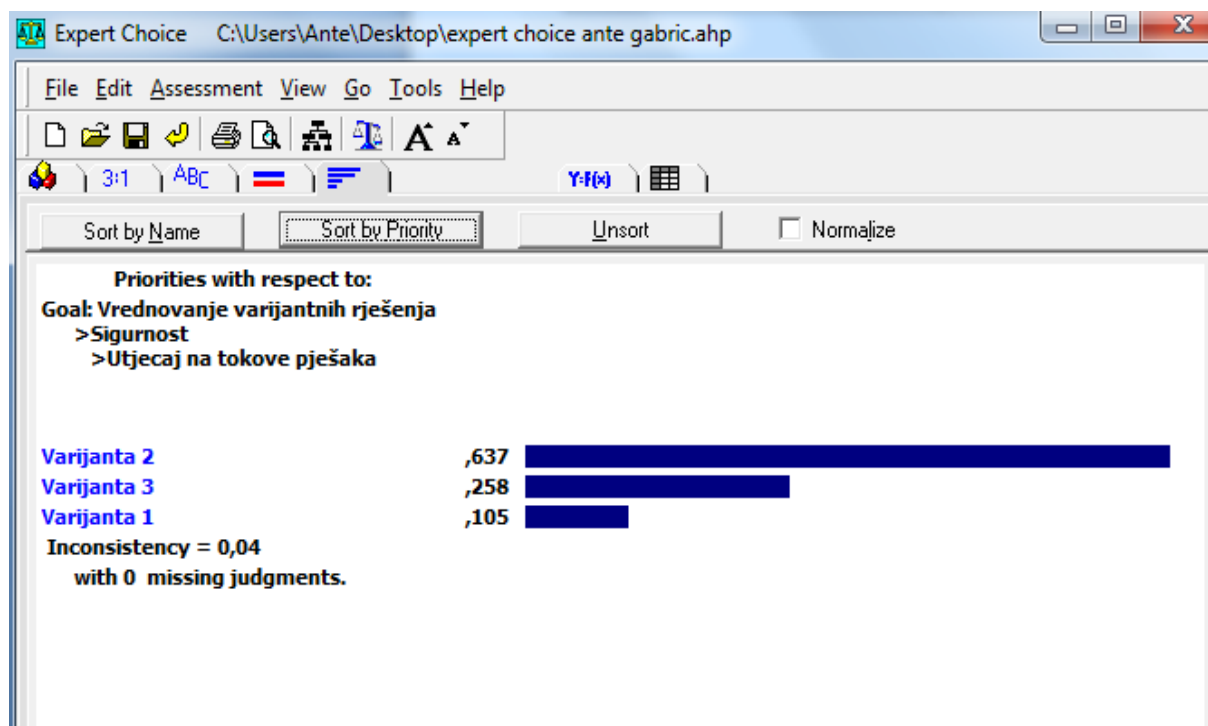 Expert Choice C:\Users\Ante\Desktop\expert choice ante gabric.ahp
File Edit Assessment View Go Tools Help
A A
3:1 ABC Y=F(x)
Sort by Name Sort by Priority Unsort Normalize
Priorities with respect to:
Goal: Vrednovanje varijantnih rješenja
>Sigurnost
>Utjecaj na tokove pješaka
Varijanta 2 ,637
Varijanta 3 ,258
Varijanta 1 ,105
Inconsistency = 0,04
with 0 missing judgments.